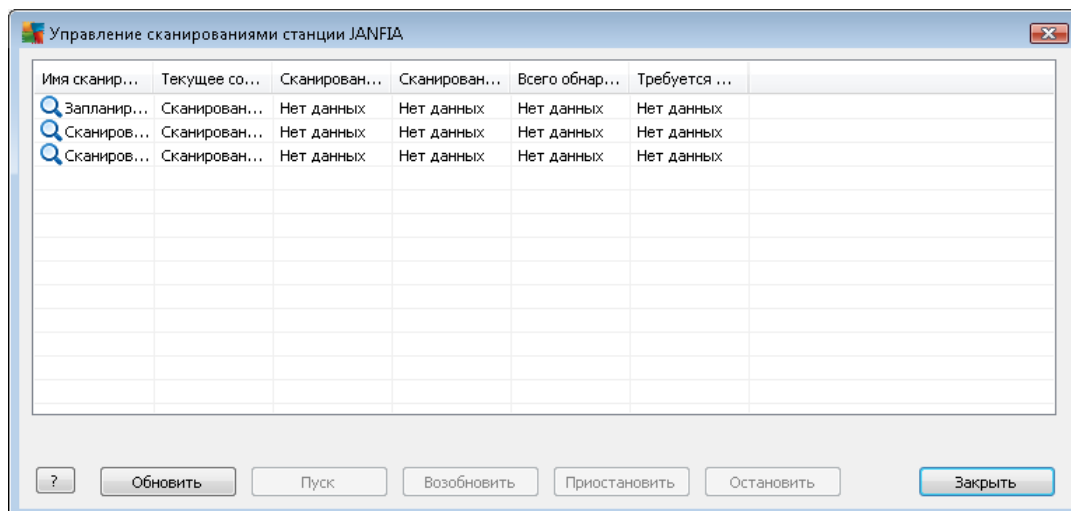 Управление сканированиями станции JANFIA
Имя сканир... Текущее со... Сканирован... Сканирован... Всего обнар... Требуется ...
Запланир... Сканирован... Нет данных Нет данных Нет данных Нет данных
Сканиров... Сканирован... Нет данных Нет данных Нет данных Нет данных
Сканиров... Сканирован... Нет данных Нет данных Нет данных Нет данных
? Обновить Пуск Возобновить Приостановить Остановить Закрыть